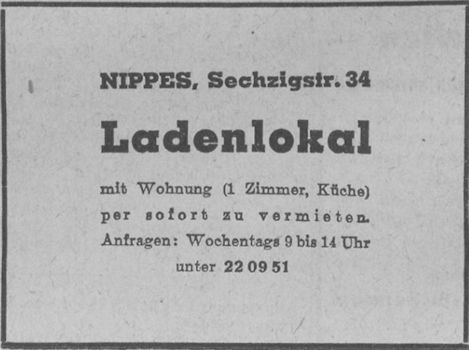 NIPPES, Sechzigstr. 34
Ladenlokal
mit Wohnung (1 Zimmer, Küche)
per sofort zu vermieten.
Anfragen: Wochentags 9 bis 14 Uhr
unter 22 09 51